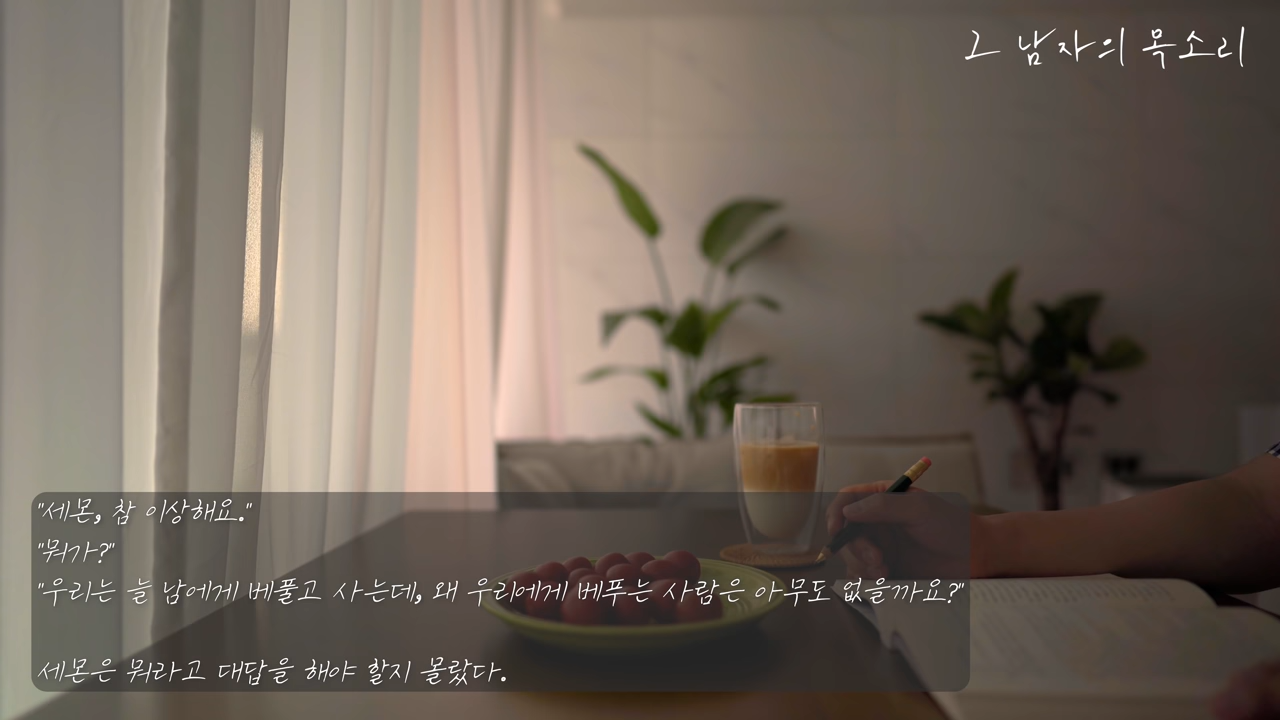 그 남자의 목소리
"세몬, 참 이상해요."
"뭐가?"
"우리는 늘 남에게 베풀고 사는데, 왜 우리에게 베푸는 사람은 아무도 없을까요?"
세몬은 뭐라고 대답을 해야 할지 몰랐다.